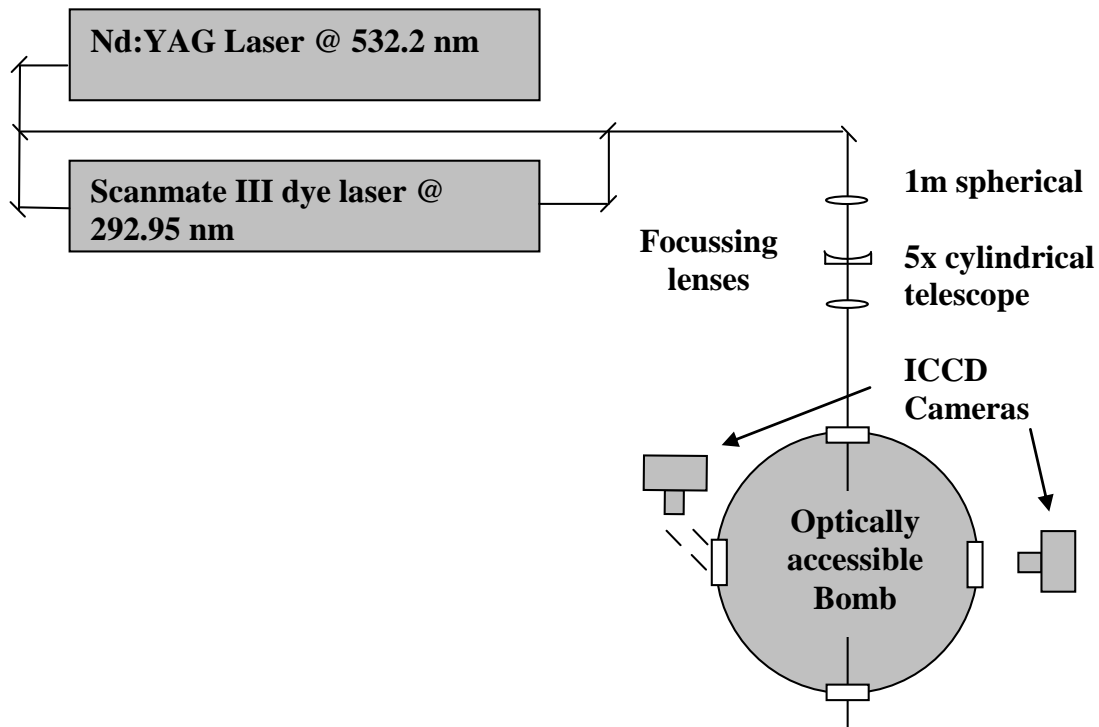 Nd:YAG Laser @ 532.2 nm
Scanmate III dye laser @
292.95 nm
1m spherical
Focussing
lenses
5x cylindrical
telescope
ICCD
Cameras
Optically
accessible
Bomb